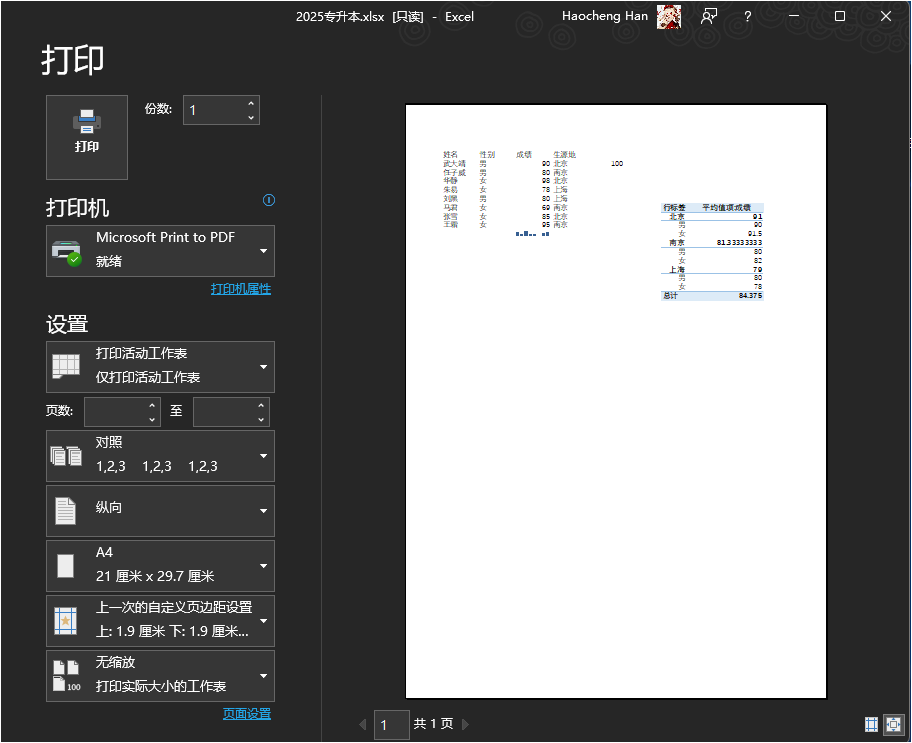 2025专升本.xlsx [只读] - Excel
Haocheng Han
?
打印
打印
份数: 1
打印机
Microsoft Print to PDF
就绪
打印机属性
设置
打印活动工作表
仅打印活动工作表
页数: 至
对照
1,2,3 1,2,3 1,2,3
纵向
A4
21 厘米 x 29.7 厘米
上一次的自定义页边距设置
上: 1.9 厘米 下: 1.9 厘米...
无缩放
100
打印实际大小的工作表
页面设置
姓名 性别 成绩 生源地
武大靖 男 90 北京 100
任子威 男 80 南京
华静 女 98 北京
朱易 女 78 上海
刘黑 男 80 上海
马君 女 69 南京
张雪 女 85 北京
王霜 女 95 南京
行标签 平均值项:成绩
北京 91
男 90
女 91.5
南京 81.33333333
男 80
女 82
上海 79
男 80
女 78
总计 84.375
1 共 1 页